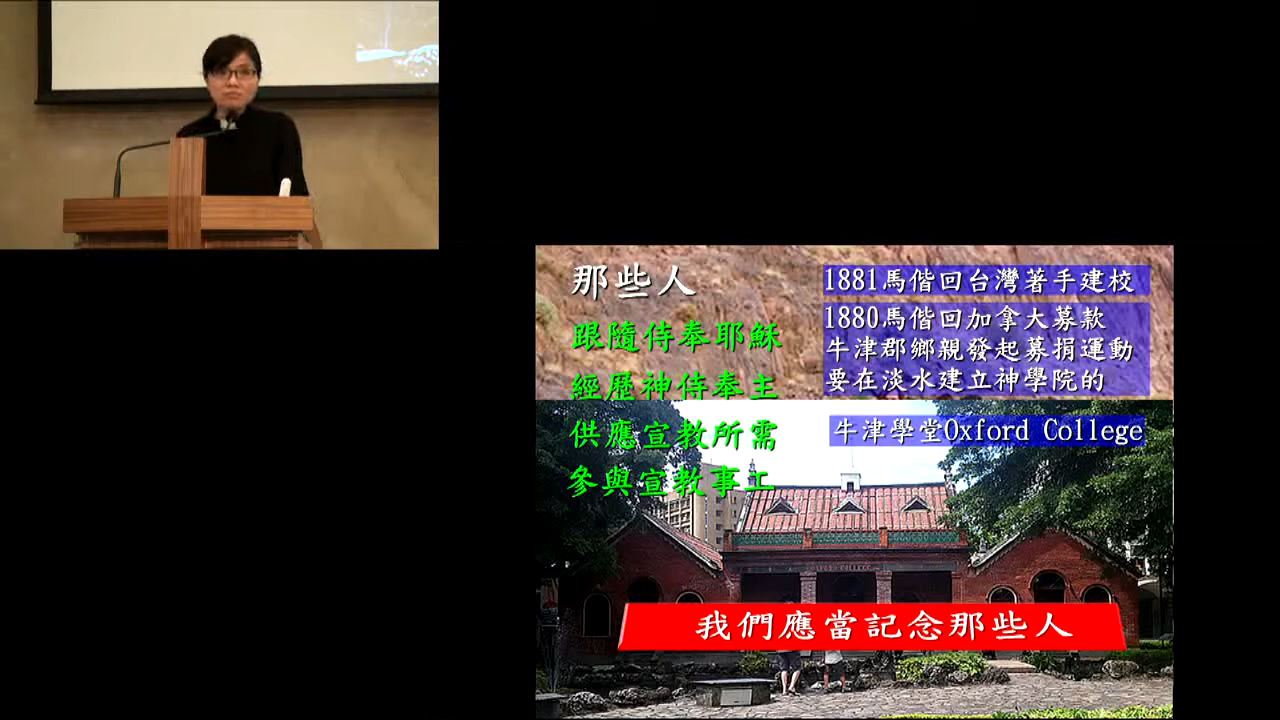 那些人
跟隨侍奉耶穌
經歷神侍奉主
供應宣教所需
參與宣教事工
1881馬偕回台灣著手建校
1880馬偕回加拿大募款
牛津郡鄉親發起募捐運動
要在淡水建立神學院的
牛津學堂Oxford College
OXFORD COLLEGE
我們應當記念那些人